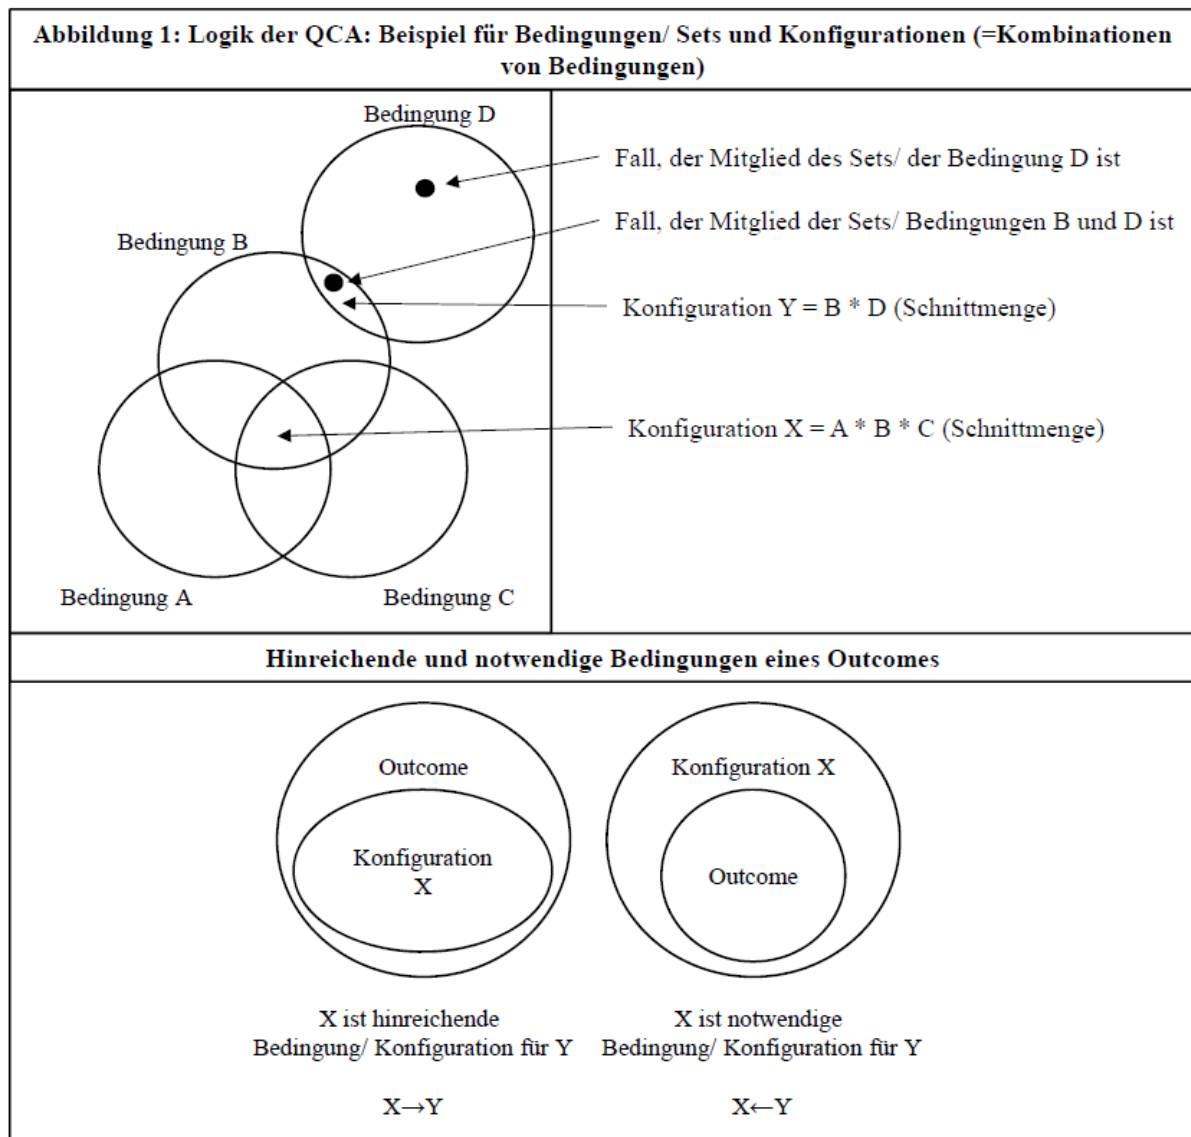 Abbildung 1: Logik der QCA: Beispiel für Bedingungen/ Sets und Konfigurationen (=Kombinationen
von Bedingungen)
Bedingung D
Fall, der Mitglied des Sets/ der Bedingung D ist
Fall, der Mitglied der Sets/ Bedingungen B und D ist
Bedingung B
Konfiguration Y = B * D (Schnittmenge)
Konfiguration X = A * B * C (Schnittmenge)
Bedingung A
Bedingung C
Hinreichende und notwendige Bedingungen eines Outcomes
Outcome
Konfiguration
X
X ist hinreichende
Bedingung/ Konfiguration für Y
X→Y
Konfiguration X
Outcome
X ist notwendige
Bedingung/ Konfiguration für Y
X←Y